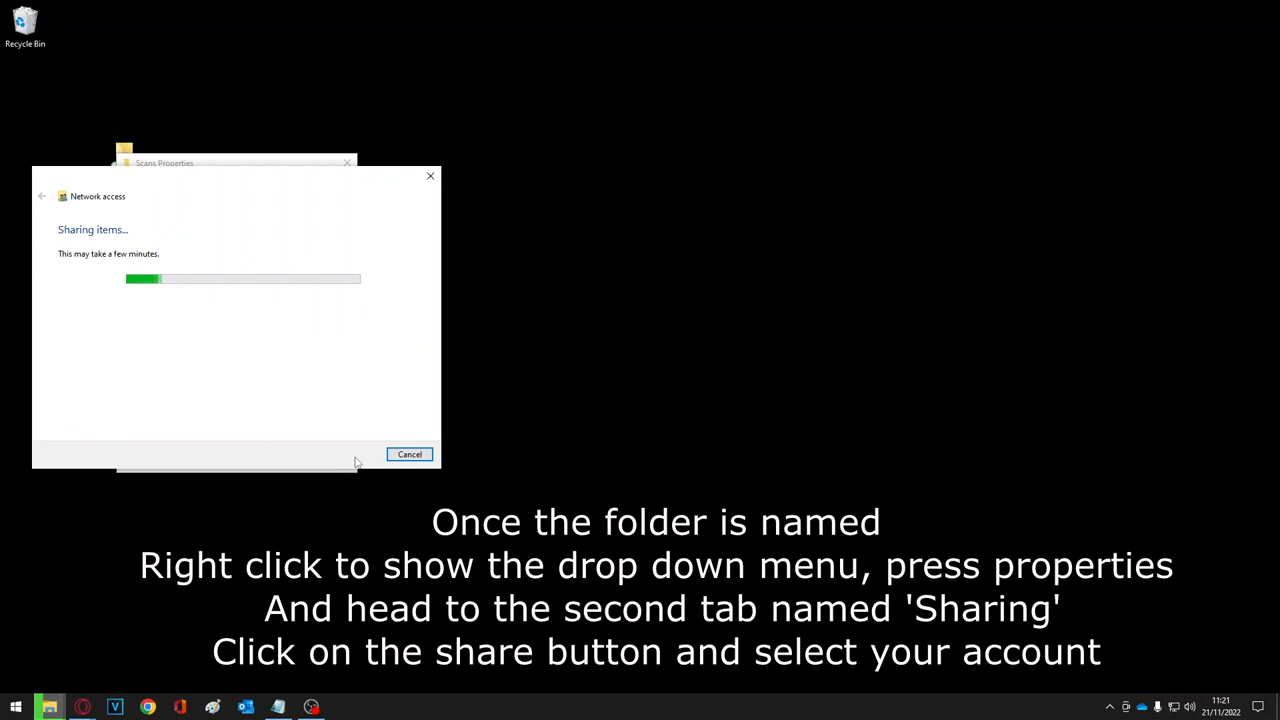 Recycle Bin
Scans Properties
Network access
Sharing items...
This may take a few minutes.
Cancel
Once the folder is named
Right click to show the drop down menu, press properties
And head to the second tab named 'Sharing'
Click on the share button and select your account
11:21
21/11/2022